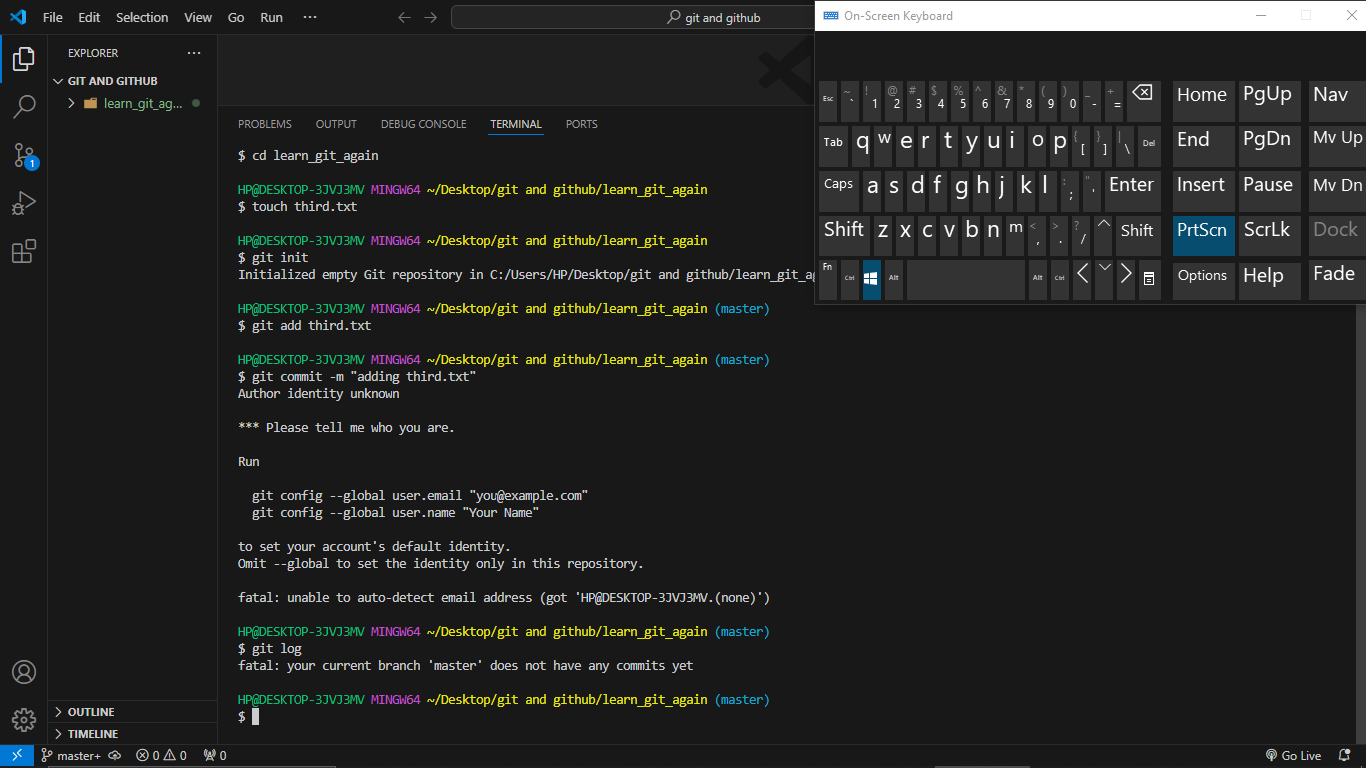 File Edit Selection View Go Run ···
git and github
On-Screen Keyboard
EXPLORER ···
GIT AND GITHUB
learn_git_ag...
1
PROBLEMS OUTPUT DEBUG CONSOLE TERMINAL PORTS
$ cd learn_git_again
HP@DESKTOP-3JVJ3MV MINGW64 ~/Desktop/git and github/learn_git_again
$ touch third.txt
HP@DESKTOP-3JVJ3MV MINGW64 ~/Desktop/git and github/learn_git_again
$ git init
Initialized empty Git repository in C:/Users/HP/Desktop/git and github/learn_git_ag
HP@DESKTOP-3JVJ3MV MINGW64 ~/Desktop/git and github/learn_git_again (master)
$ git add third.txt
HP@DESKTOP-3JVJ3MV MINGW64 ~/Desktop/git and github/learn_git_again (master)
$ git commit -m "adding third.txt"
Author identity unknown
*** Please tell me who you are.
Run
git config --global user.email "you@example.com"
git config --global user.name "Your Name"
to set your account's default identity.
Omit --global to set the identity only in this repository.
fatal: unable to auto-detect email address (got 'HP@DESKTOP-3JVJ3MV.(none)')
HP@DESKTOP-3JVJ3MV MINGW64 ~/Desktop/git and github/learn_git_again (master)
$ git log
fatal: your current branch 'master' does not have any commits yet
HP@DESKTOP-3JVJ3MV MINGW64 ~/Desktop/git and github/learn_git_again (master)
$
Esc ~ ` ! 1 @ 2 # 3 $ 4 % 5 ^ 6 & 7 * 8 ( 9 ) 0 _ - + = Home PgUp Nav
Tab q w e r t y u i o p { [ } ] | \ Del End PgDn Mv Up
Caps a s d f g h j k l : ; " ' Enter Insert Pause Mv Dn
Shift z x c v b n m < , > . ? / Shift PrtScn ScrLk Dock
Fn Ctrl Alt Alt Ctrl Options Help Fade
OUTLINE
TIMELINE
master+ 0 0 0 Go Live